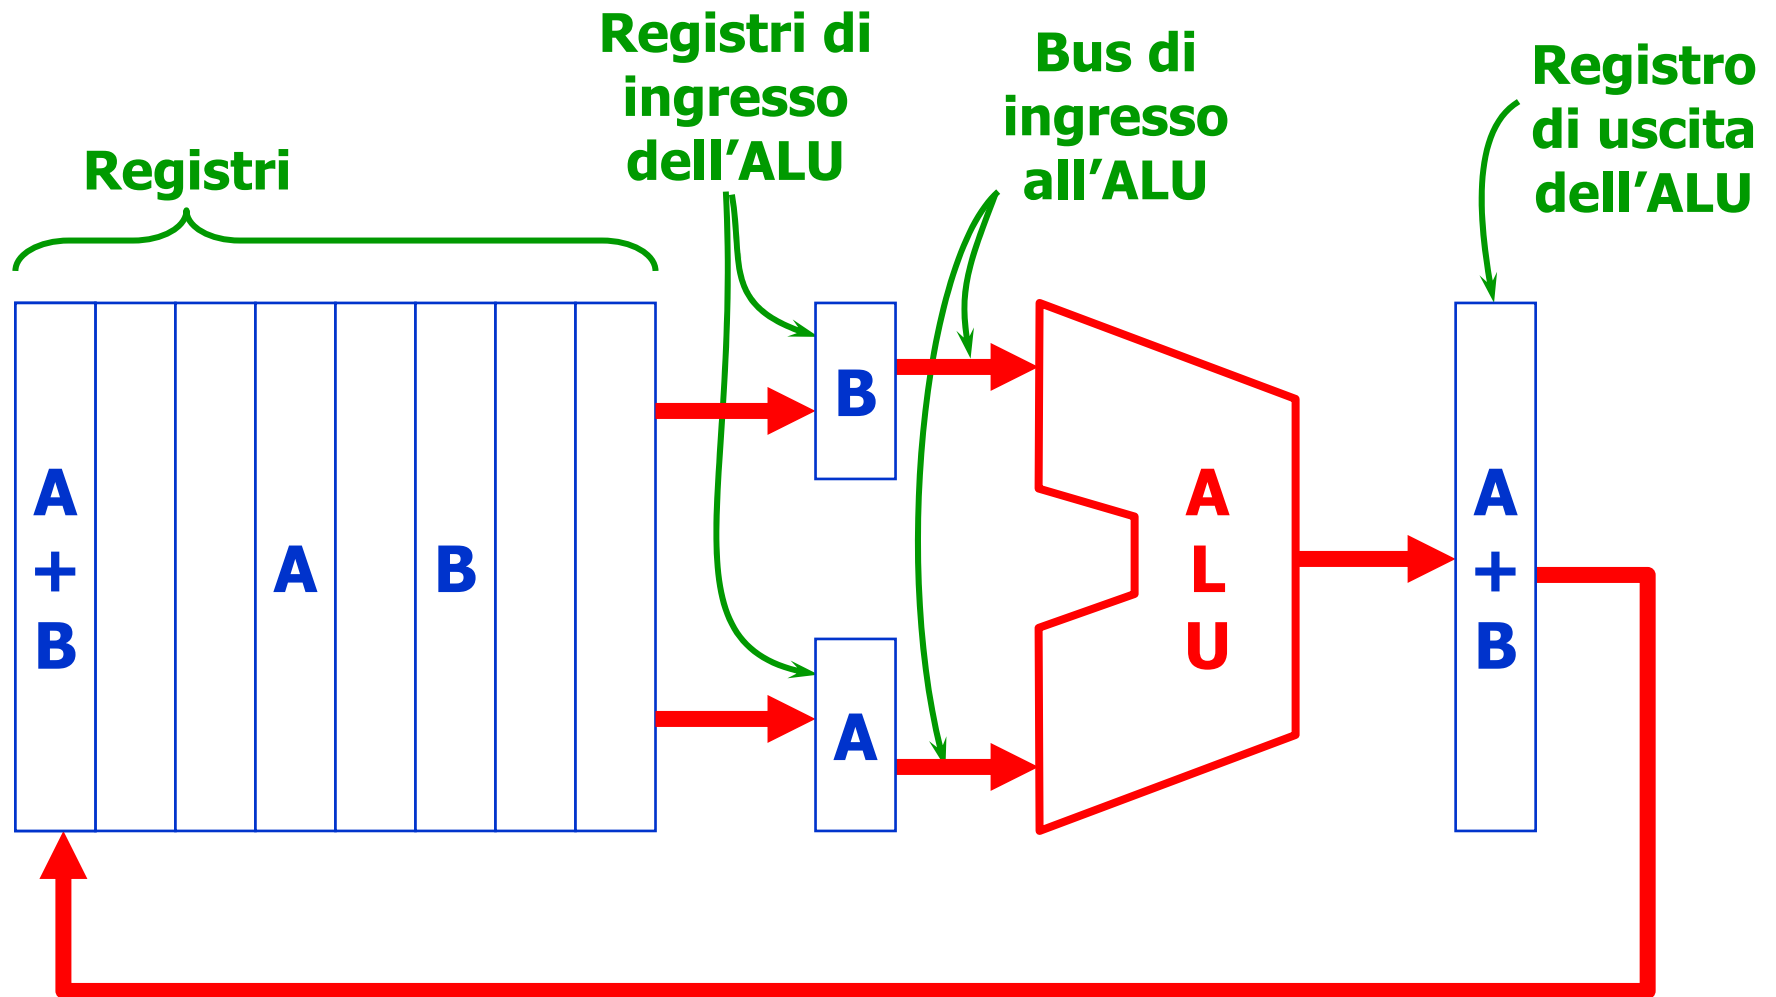 Registri di
ingresso
dell’ALU
Bus di
ingresso
all’ALU
Registro
di uscita
dell’ALU
Registri
A
+
B
A
B
B
A
A
L
U
A
+
B